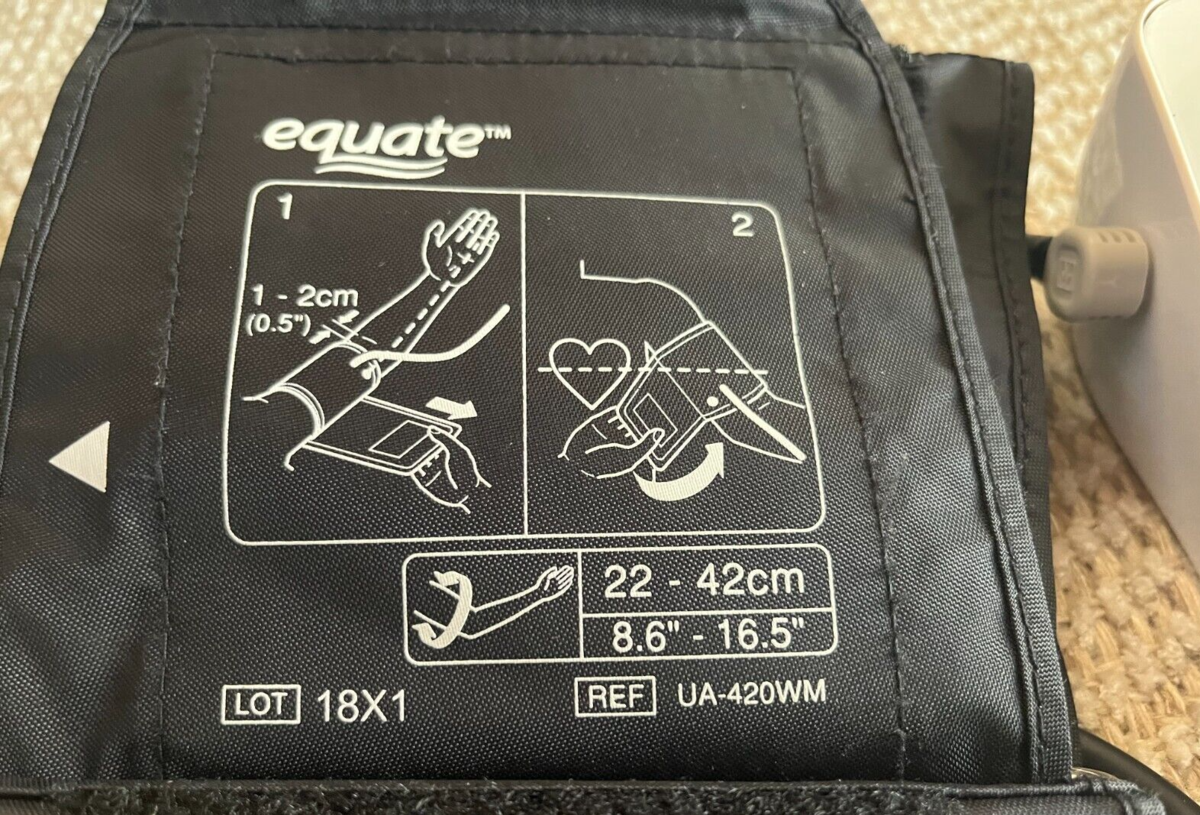 equate™
1
2
1 - 2cm
(0.5")
22 - 42cm
8.6" - 16.5"
LOT 18X1
REF UA-420WM